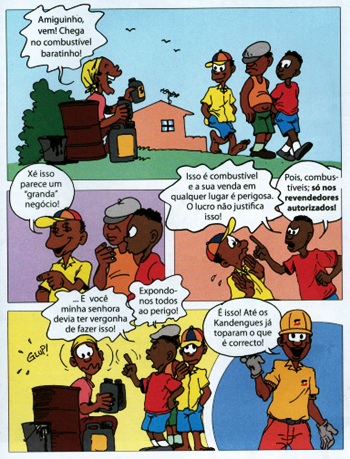 Amiguinho,
vem! Chega
no combustível
baratinho!
Xé isso
parece um
"granda"
negócio!
Isso é combustível
e a sua venda em
qualquer lugar é perigosa.
O lucro não justifica
isso!
Pois, combus-
tíveis; só nos
revendedores
autorizados!
... E você
minha senhora
devia ter vergonha
de fazer isso!
Expondo-
nos todos
ao perigo!
GLUP!
É isso! Até os
Kandengues já
toparam o que
é correcto!